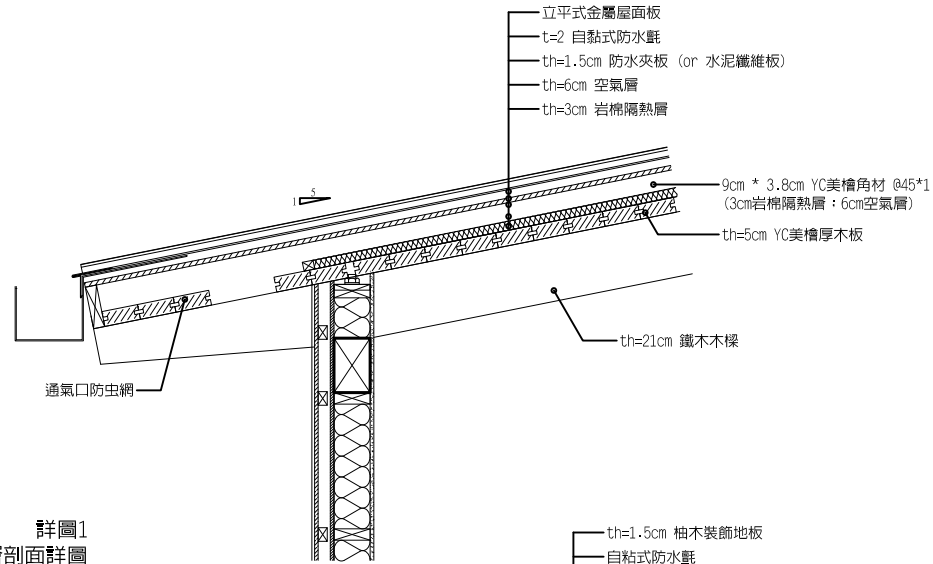 立平式金屬屋面板
t=2 自黏式防水氈
th=1.5cm 防水夾板 (or 水泥纖維板)
th=6cm 空氣層
th=3cm 岩棉隔熱層
5
1
9cm * 3.8cm YC美檜角材 @45*1
(3cm岩棉隔熱層：6cm空氣層)
th=5cm YC美檜厚木板
th=21cm 鐵木木樑
通氣口防虫網
詳圖1
剖面詳圖
th=1.5cm 柚木裝飾地板
自粘式防水氈